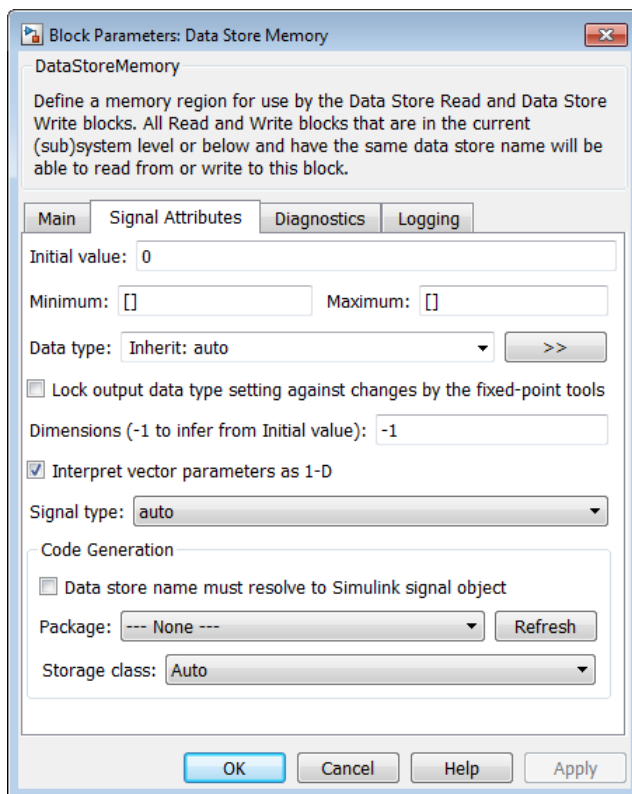 Block Parameters: Data Store Memory
DataStoreMemory
Define a memory region for use by the Data Store Read and Data Store
Write blocks. All Read and Write blocks that are in the current
(sub)system level or below and have the same data store name will be
able to read from or write to this block.
Main Signal Attributes Diagnostics Logging
Initial value: 0
Minimum: [] Maximum: []
Data type: Inherit: auto >>
Lock output data type setting against changes by the fixed-point tools
Dimensions (-1 to infer from Initial value): -1
Interpret vector parameters as 1-D
Signal type: auto
Code Generation
Data store name must resolve to Simulink signal object
Package: --- None --- Refresh
Storage class: Auto
OK Cancel Help Apply